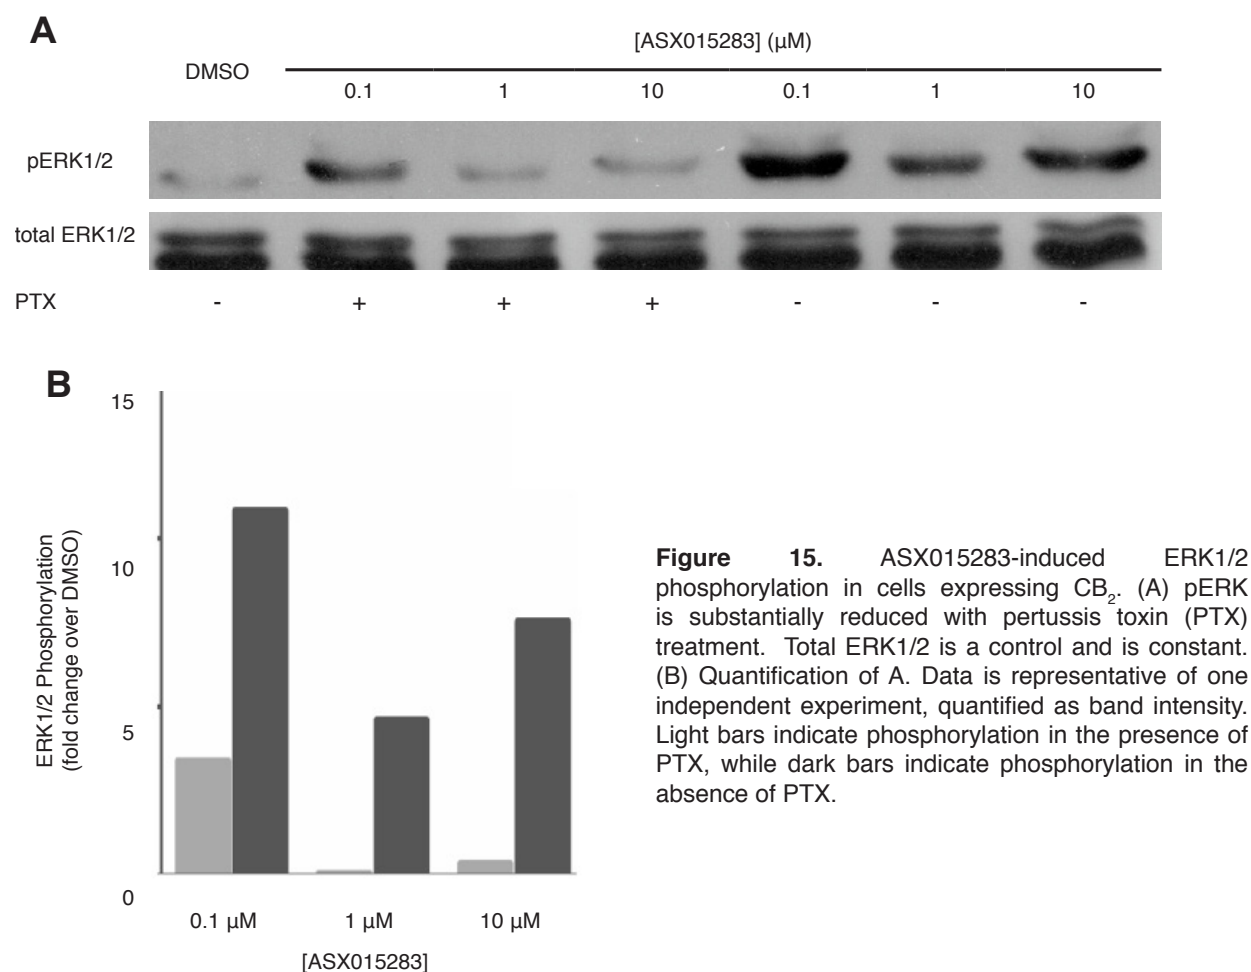 A
[ASX015283] (µM)
DMSO
0.1 1 10 0.1 1 10
pERK1/2
total ERK1/2
PTX - + + + - - -
B
15
10
5
0
ERK1/2 Phosphorylation
(fold change over DMSO)
0.1 µM 1 µM 10 µM
[ASX015283]
Figure 15. ASX015283-induced ERK1/2
phosphorylation in cells expressing CB₂. (A) pERK
is substantially reduced with pertussis toxin (PTX)
treatment. Total ERK1/2 is a control and is constant.
(B) Quantification of A. Data is representative of one
independent experiment, quantified as band intensity.
Light bars indicate phosphorylation in the presence of
PTX, while dark bars indicate phosphorylation in the
absence of PTX.